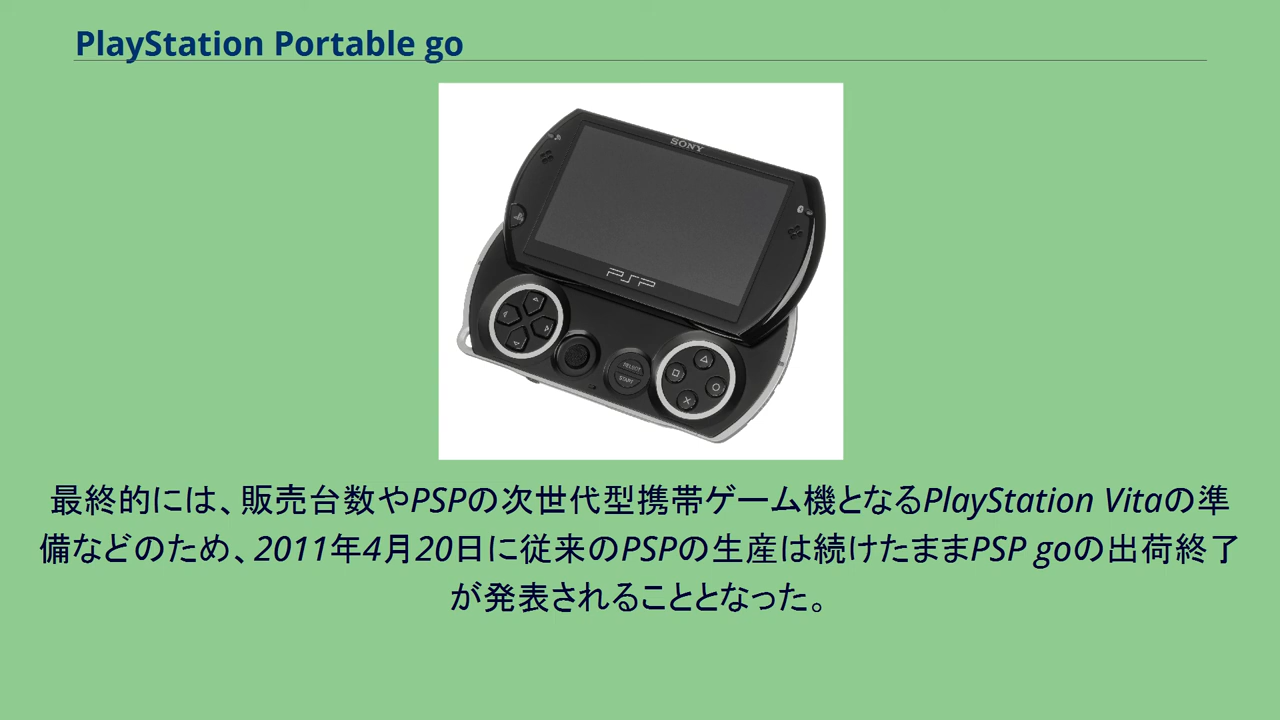 PlayStation Portable go
SONY
PSP
SELECT
START
最終的には、販売台数やPSPの次世代型携帯ゲーム機となるPlayStation Vitaの準
備などのため、2011年4月20日に従来のPSPの生産は続けたままPSP goの出荷終了
が発表されることとなった。